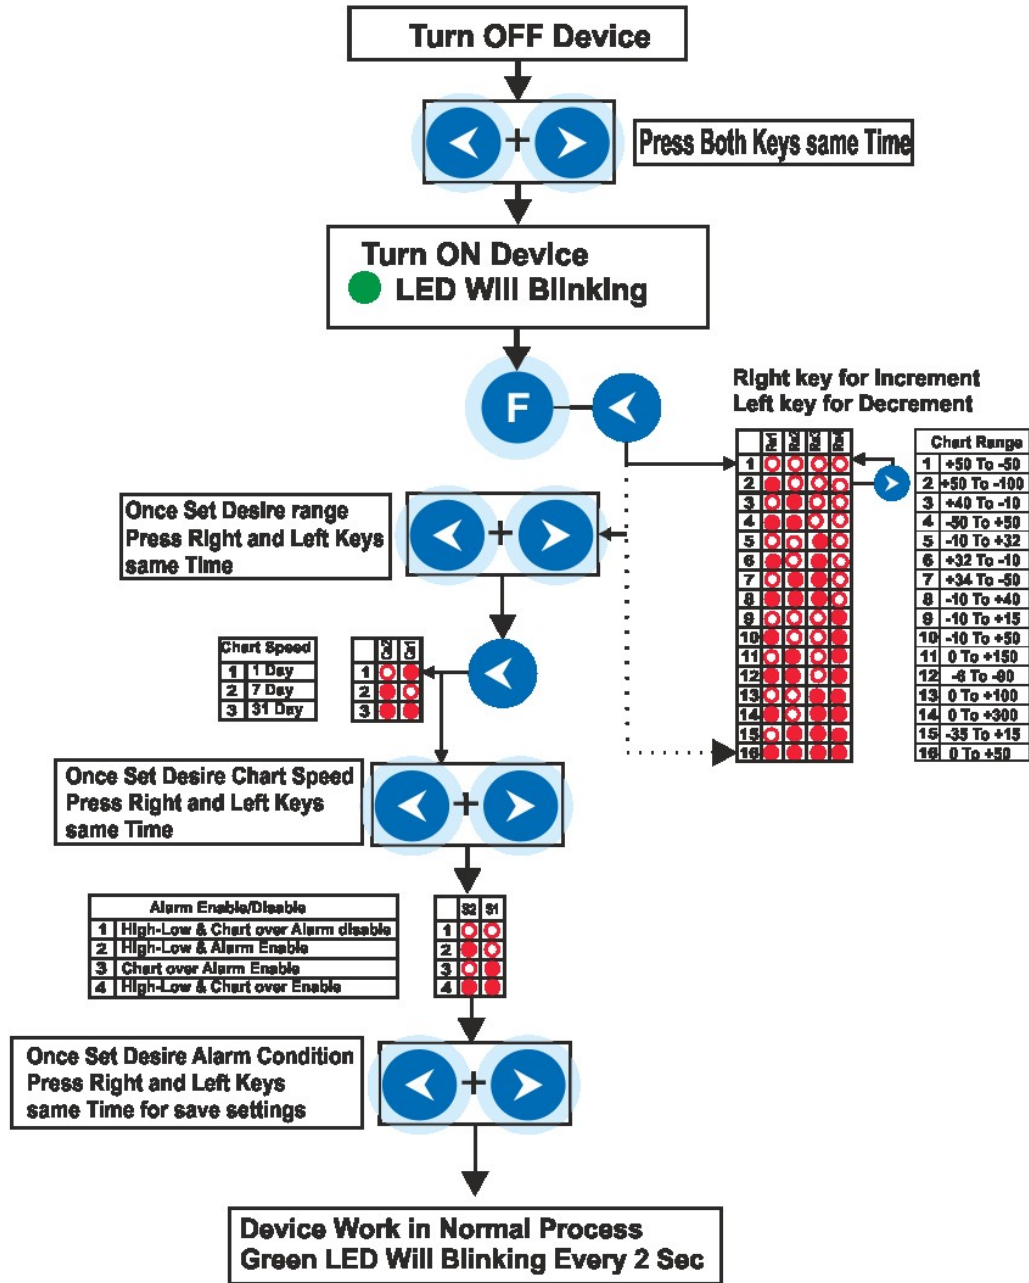 Turn OFF Device
+
Press Both Keys same Time
Turn ON Device
LED Will Blinking
F
Right key for Increment
Left key for Decrement
Ra1 Ra2 Ra3 Ra4
1
2
3
4
5
6
7
8
9
10
11
12
13
14
15
16
Chart Range
1 +50 To -50
2 +50 To -100
3 +40 To -10
4 -50 To +50
5 -10 To +32
6 +32 To -10
7 +34 To -50
8 -10 To +40
9 -10 To +15
10 -10 To +50
11 0 To +150
12 -6 To -80
13 0 To +100
14 0 To +300
15 -35 To +15
16 0 To +50
Once Set Desire range
Press Right and Left Keys
same Time
+
Chart Speed
1 1 Day
2 7 Day
3 31 Day
1
2
3
Once Set Desire Chart Speed
Press Right and Left Keys
same Time
+
Alarm Enable/Disable
1 High-Low & Chart over Alarm disable
2 High-Low & Alarm Enable
3 Chart over Alarm Enable
4 High-Low & Chart over Enable
S2 S1
1
2
3
4
Once Set Desire Alarm Condition
Press Right and Left Keys
same Time for save settings
+
Device Work in Normal Process
Green LED Will Blinking Every 2 Sec